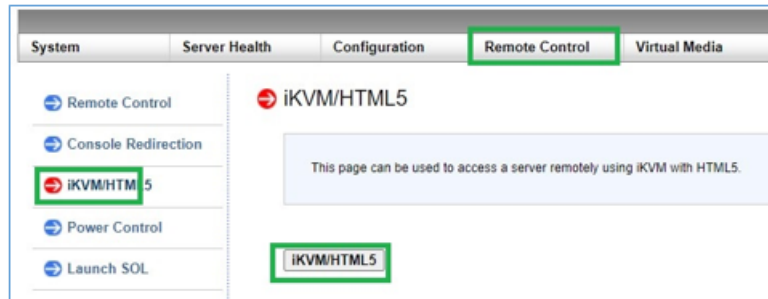 System Server Health Configuration Remote Control Virtual Media
Remote Control
Console Redirection
iKVM/HTML5
Power Control
Launch SOL
iKVM/HTML5
This page can be used to access a server remotely using iKVM with HTML5.
iKVM/HTML5